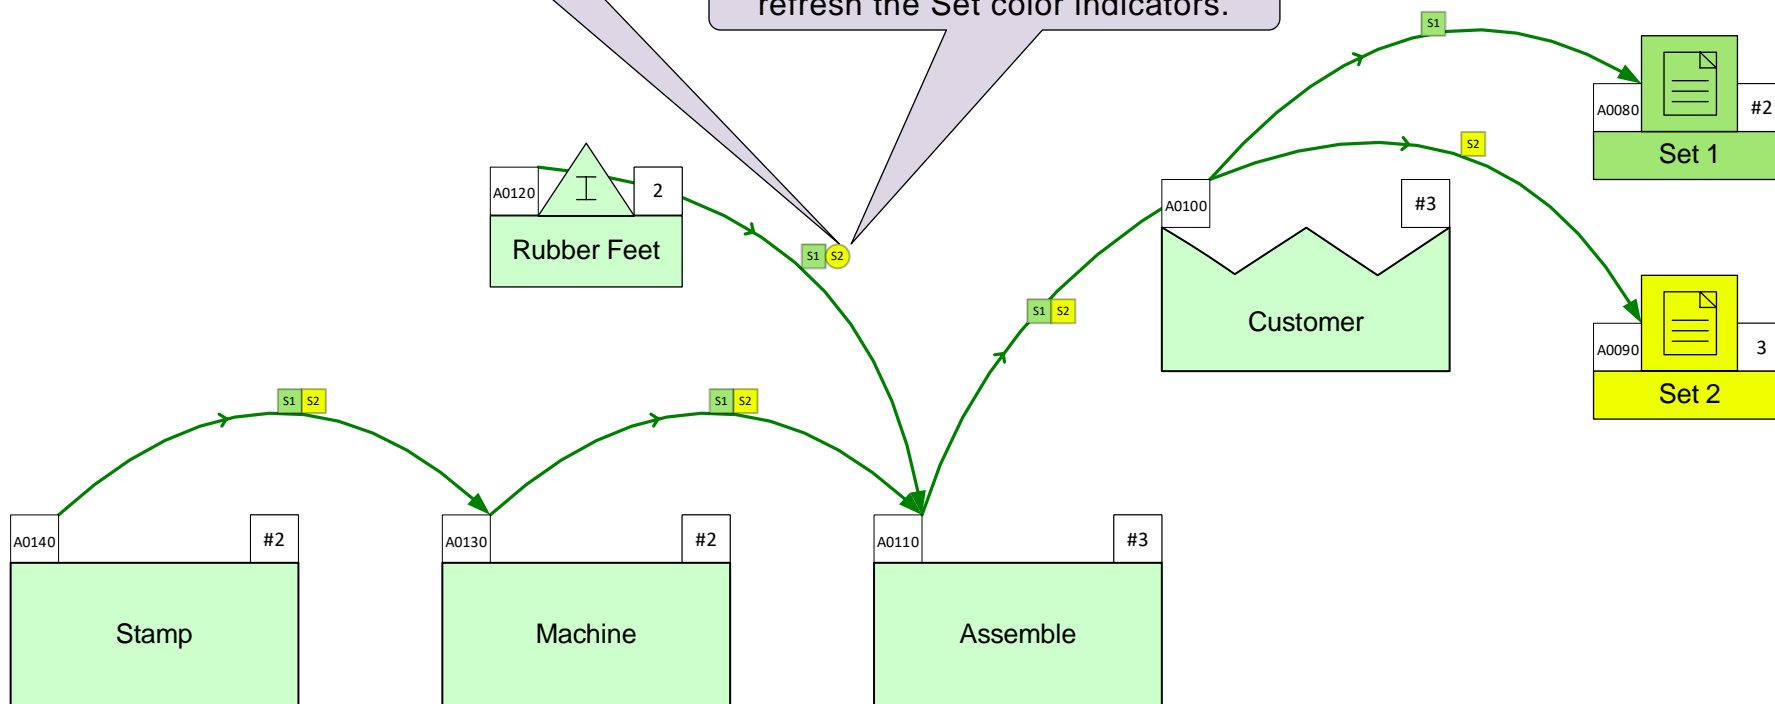 refresh the Set color indicators.
S1
A0080
#2
Set 1
S2
A0120
2
Rubber Feet
A0100
#3
Customer
S1 S2
S1 S2
A0090
3
Set 2
S1 S2
S1 S2
A0140
#2
Stamp
A0130
#2
Machine
A0110
#3
Assemble